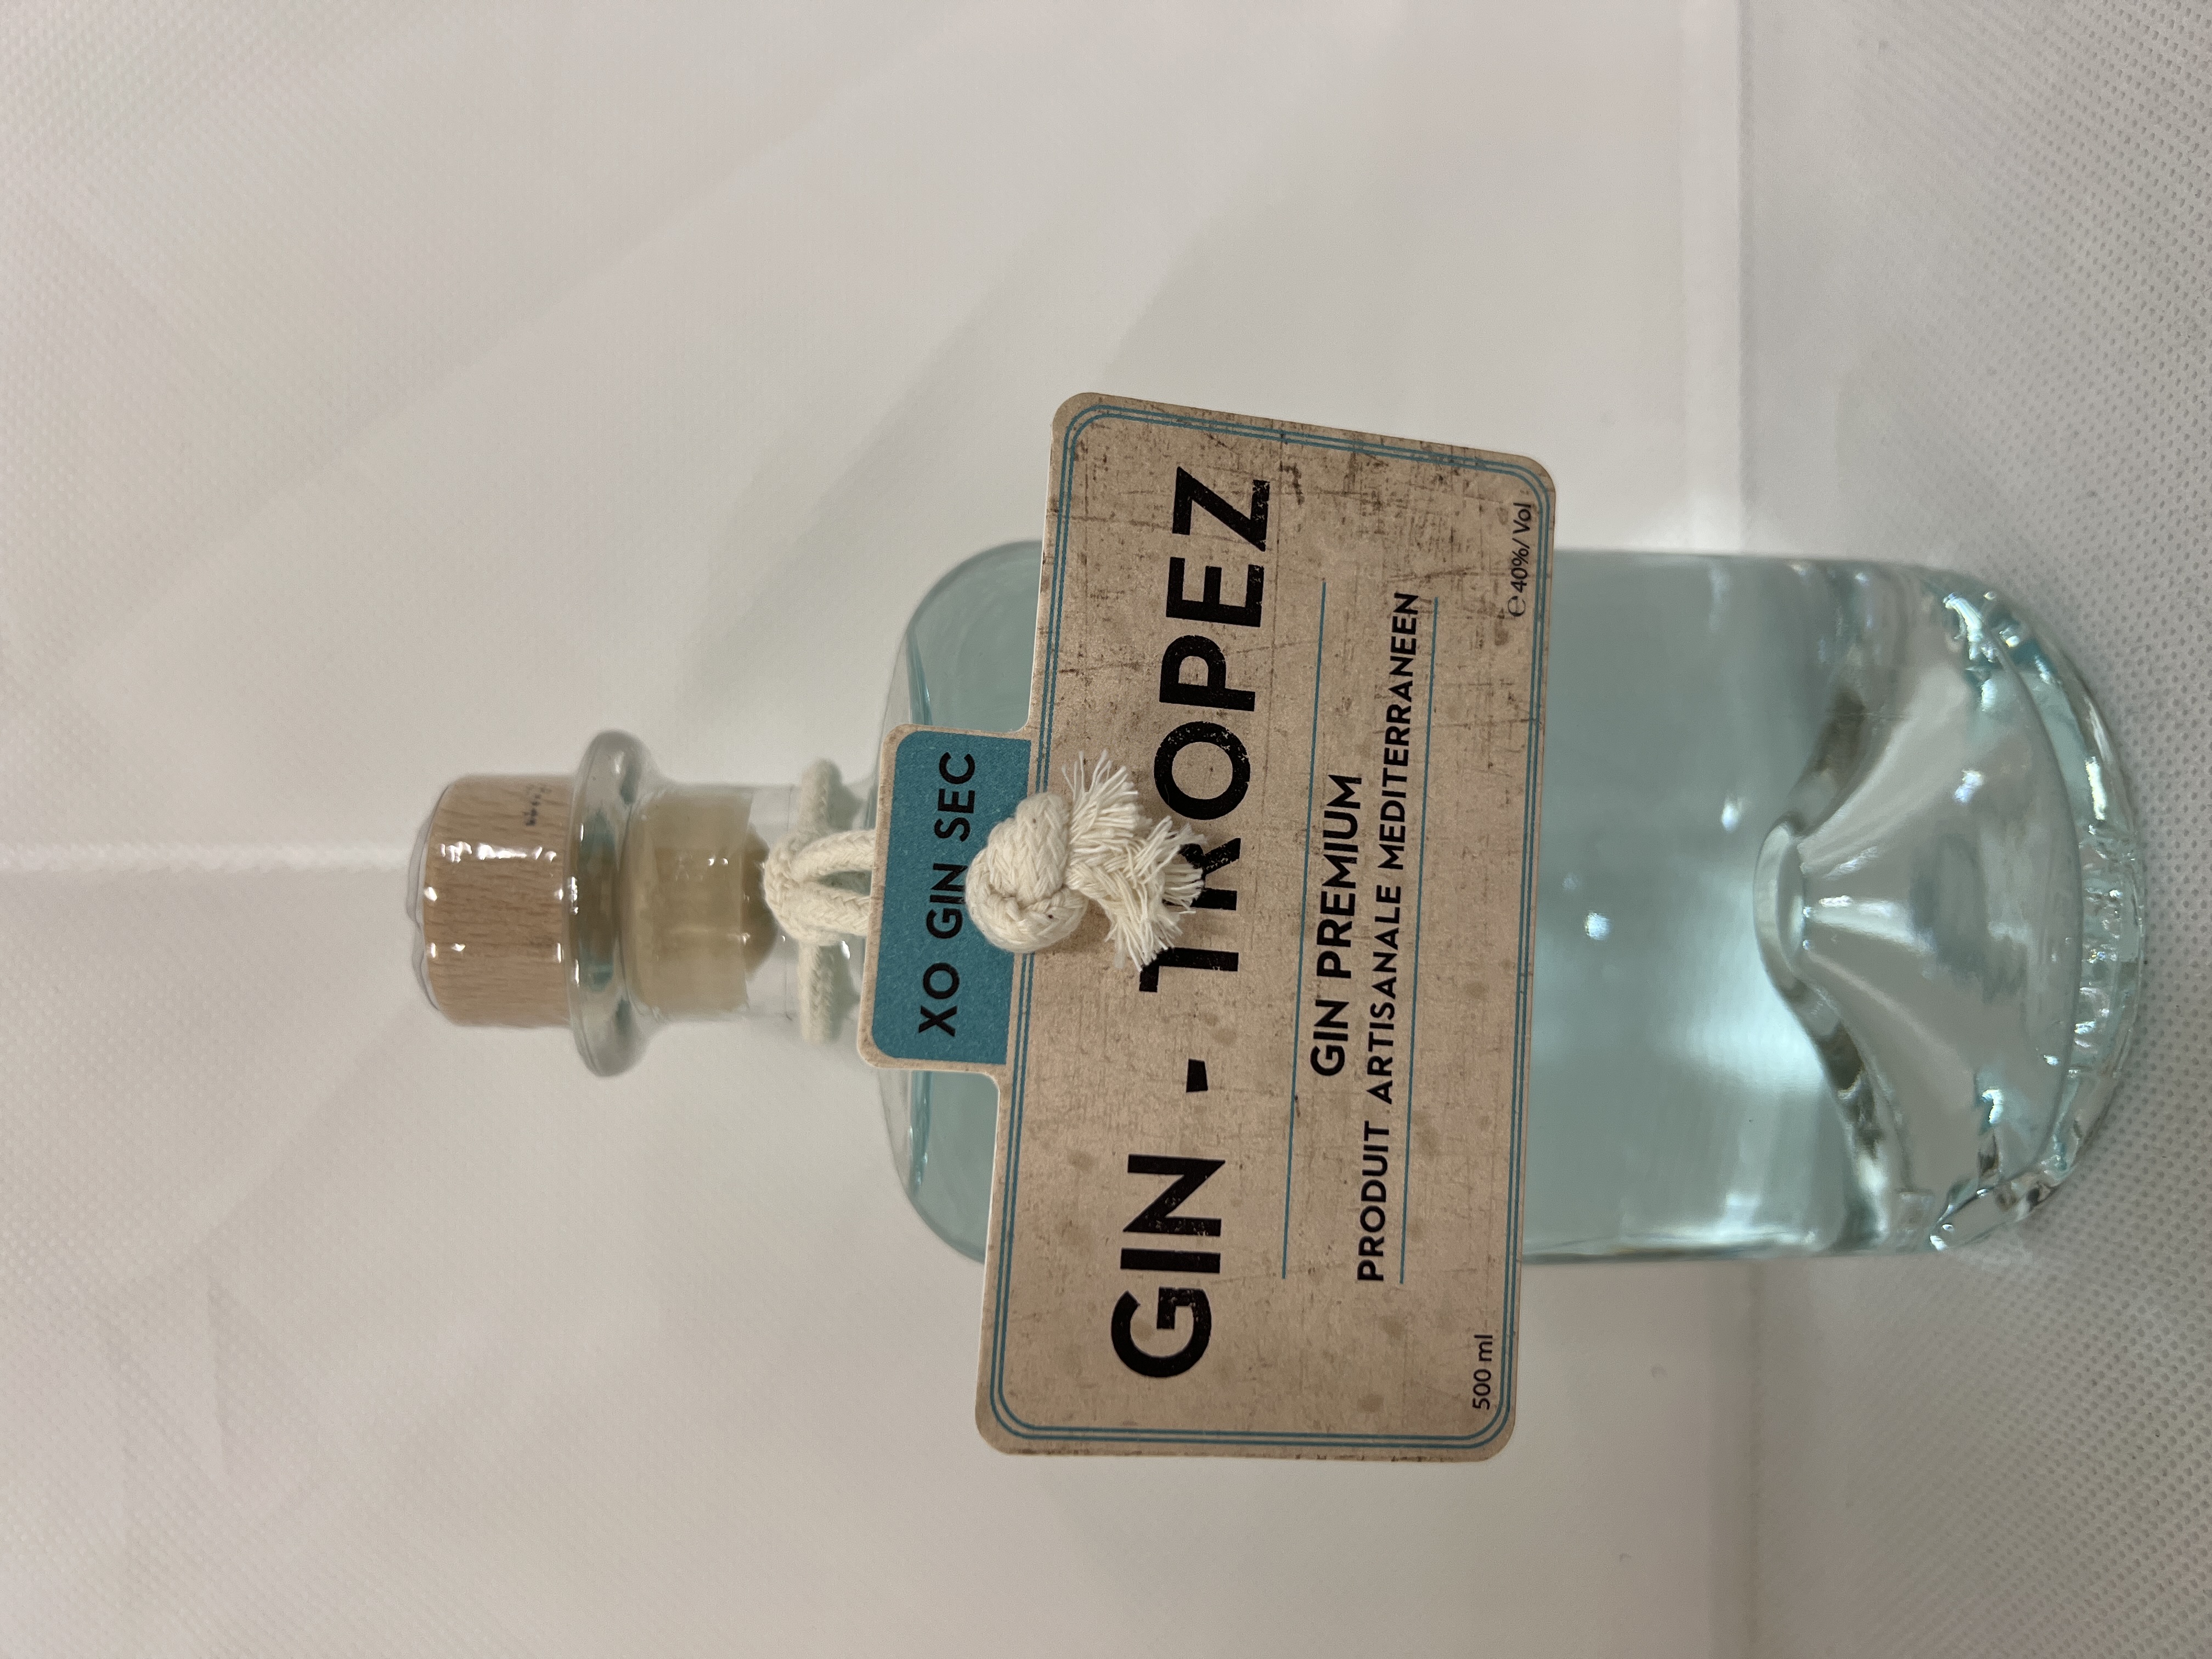 XO GIN SEC
GIN - TROPEZ
GIN PREMIUM
PRODUIT ARTISANALE MEDITERRANEEN
500 ml
℮ 40%/Vol